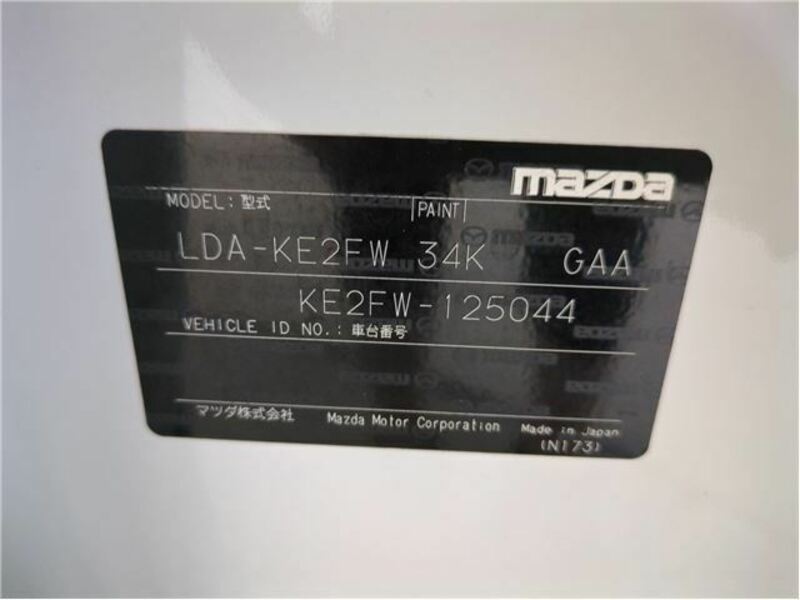 mazda
MODEL: 型式 PAINT
LDA-KE2FW 34K GAA
KE2FW-125044
VEHICLE ID NO.: 車台番号
マツダ株式会社 Mazda Motor Corporation Made in Japan
(N173)